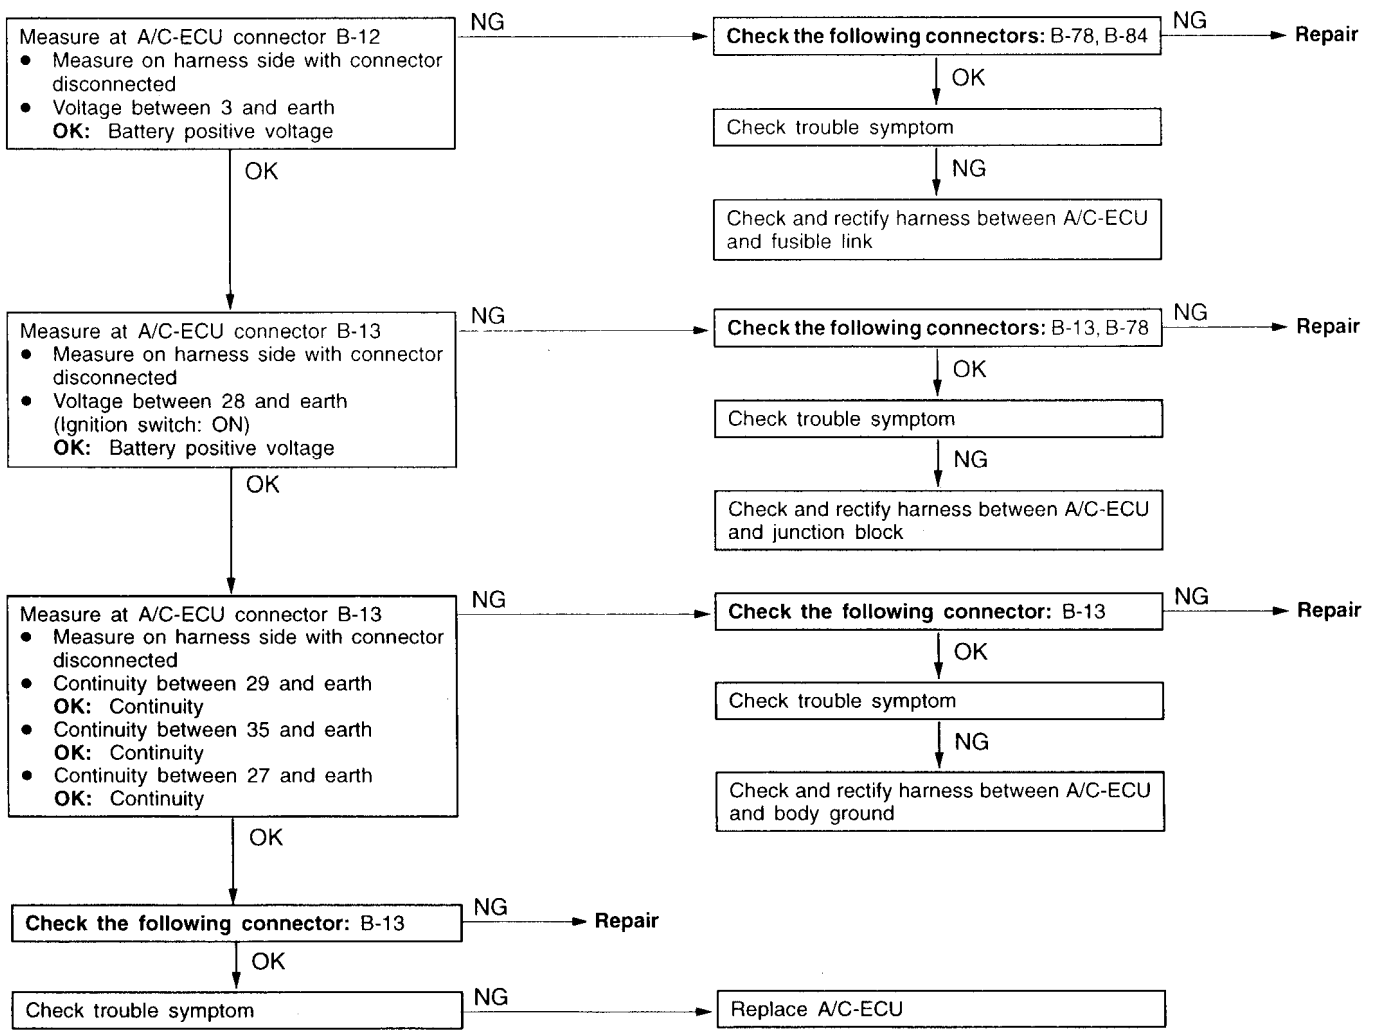 Measure at A/C-ECU connector B-12
● Measure on harness side with connector
disconnected
● Voltage between 3 and earth
OK: Battery positive voltage
NG
Check the following connectors: B-78, B-84
NG
Repair
OK
Check trouble symptom
NG
Check and rectify harness between A/C-ECU
and fusible link
OK
Measure at A/C-ECU connector B-13
● Measure on harness side with connector
disconnected
● Voltage between 28 and earth
(Ignition switch: ON)
OK: Battery positive voltage
NG
Check the following connectors: B-13, B-78
NG
Repair
OK
Check trouble symptom
NG
Check and rectify harness between A/C-ECU
and junction block
OK
Measure at A/C-ECU connector B-13
● Measure on harness side with connector
disconnected
● Continuity between 29 and earth
OK: Continuity
● Continuity between 35 and earth
OK: Continuity
● Continuity between 27 and earth
OK: Continuity
NG
Check the following connector: B-13
NG
Repair
OK
Check trouble symptom
NG
Check and rectify harness between A/C-ECU
and body ground
OK
Check the following connector: B-13
NG
Repair
OK
Check trouble symptom
NG
Replace A/C-ECU